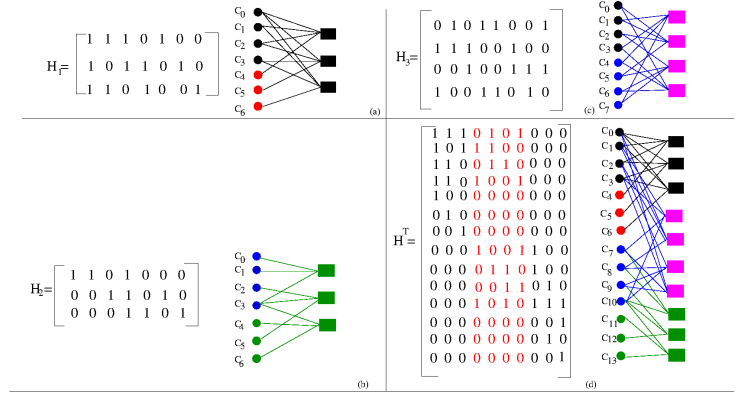 1 1 1 0 1 0 0
H1= 1 0 1 1 0 1 0
1 1 0 1 0 0 1
C0
C1
C2
C3
C4
C5
C6
(a)
0 1 0 1 1 0 0 1
1 1 1 0 0 1 0 0
H3=
0 0 1 0 0 1 1 1
1 0 0 1 1 0 1 0
C0
C1
C2
C3
C4
C5
C6
C7
(c)
1 1 0 1 0 0 0
H2= 0 0 1 1 0 1 0
0 0 0 1 1 0 1
C0
C1
C2
C3
C4
C5
C6
(b)
1 1 1 0 1 0 1 0 0 0
1 0 1 1 1 0 0 0 0 0
1 1 0 0 1 1 0 0 0 0
1 1 0 1 0 0 1 0 0 0
1 0 0 0 0 0 0 0 0 0
0 1 0 0 0 0 0 0 0 0
0 0 1 0 0 0 0 0 0 0
HT=
0 0 0 1 0 0 1 1 0 0
0 0 0 0 1 1 0 1 0 0
0 0 0 0 0 1 1 0 1 0
0 0 0 1 0 1 0 1 1 1
0 0 0 0 0 0 0 0 0 1
0 0 0 0 0 0 0 0 1 0
0 0 0 0 0 0 0 0 0 1
C0
C1
C2
C3
C4
C5
C6
C7
C8
C9
C10
C11
C12
C13
(d)